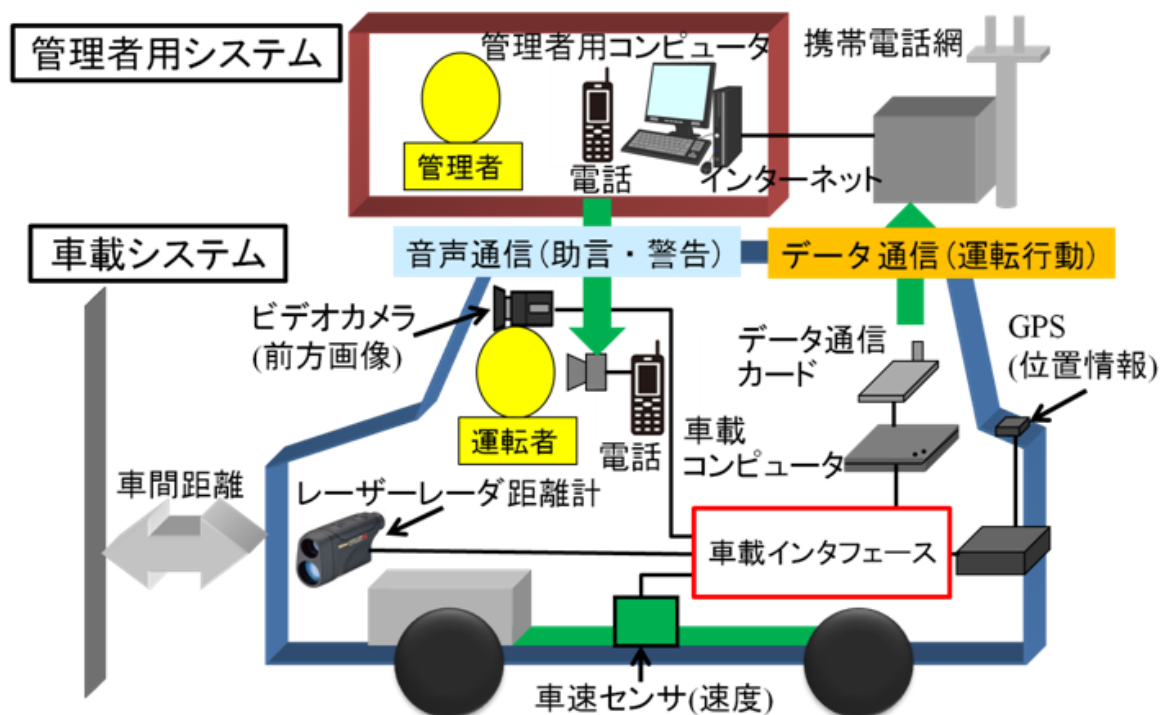 管理者用システム
管理者用コンピュータ
携帯電話網
管理者
電話
インターネット
車載システム
音声通信(助言・警告)
データ通信(運転行動)
ビデオカメラ
(前方画像)
データ通信
カード
GPS
(位置情報)
運転者
電話
車載
コンピュータ
車間距離
レーザーレーダ距離計
車載インタフェース
車速センサ(速度)